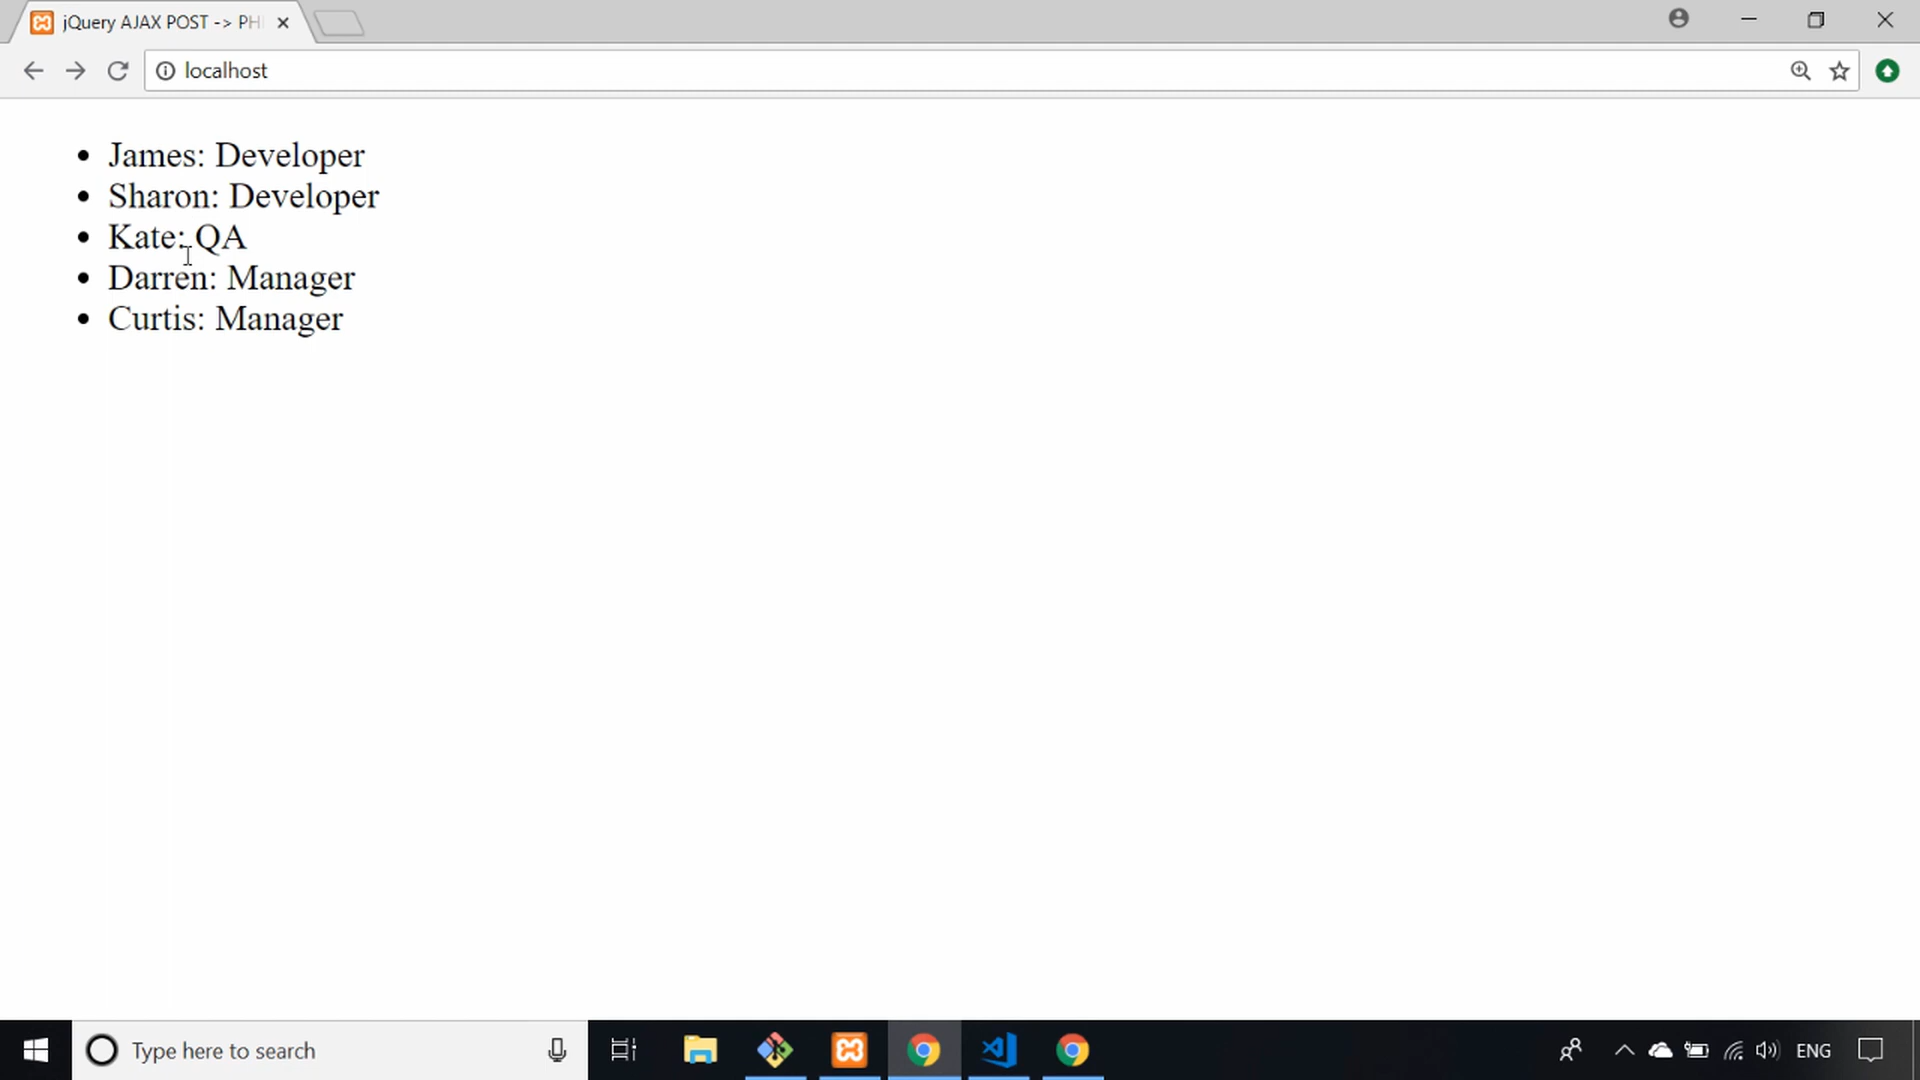 jQuery AJAX POST -> PH
localhost
James: Developer
Sharon: Developer
Kate: QA
Darren: Manager
Curtis: Manager
Type here to search
ENG